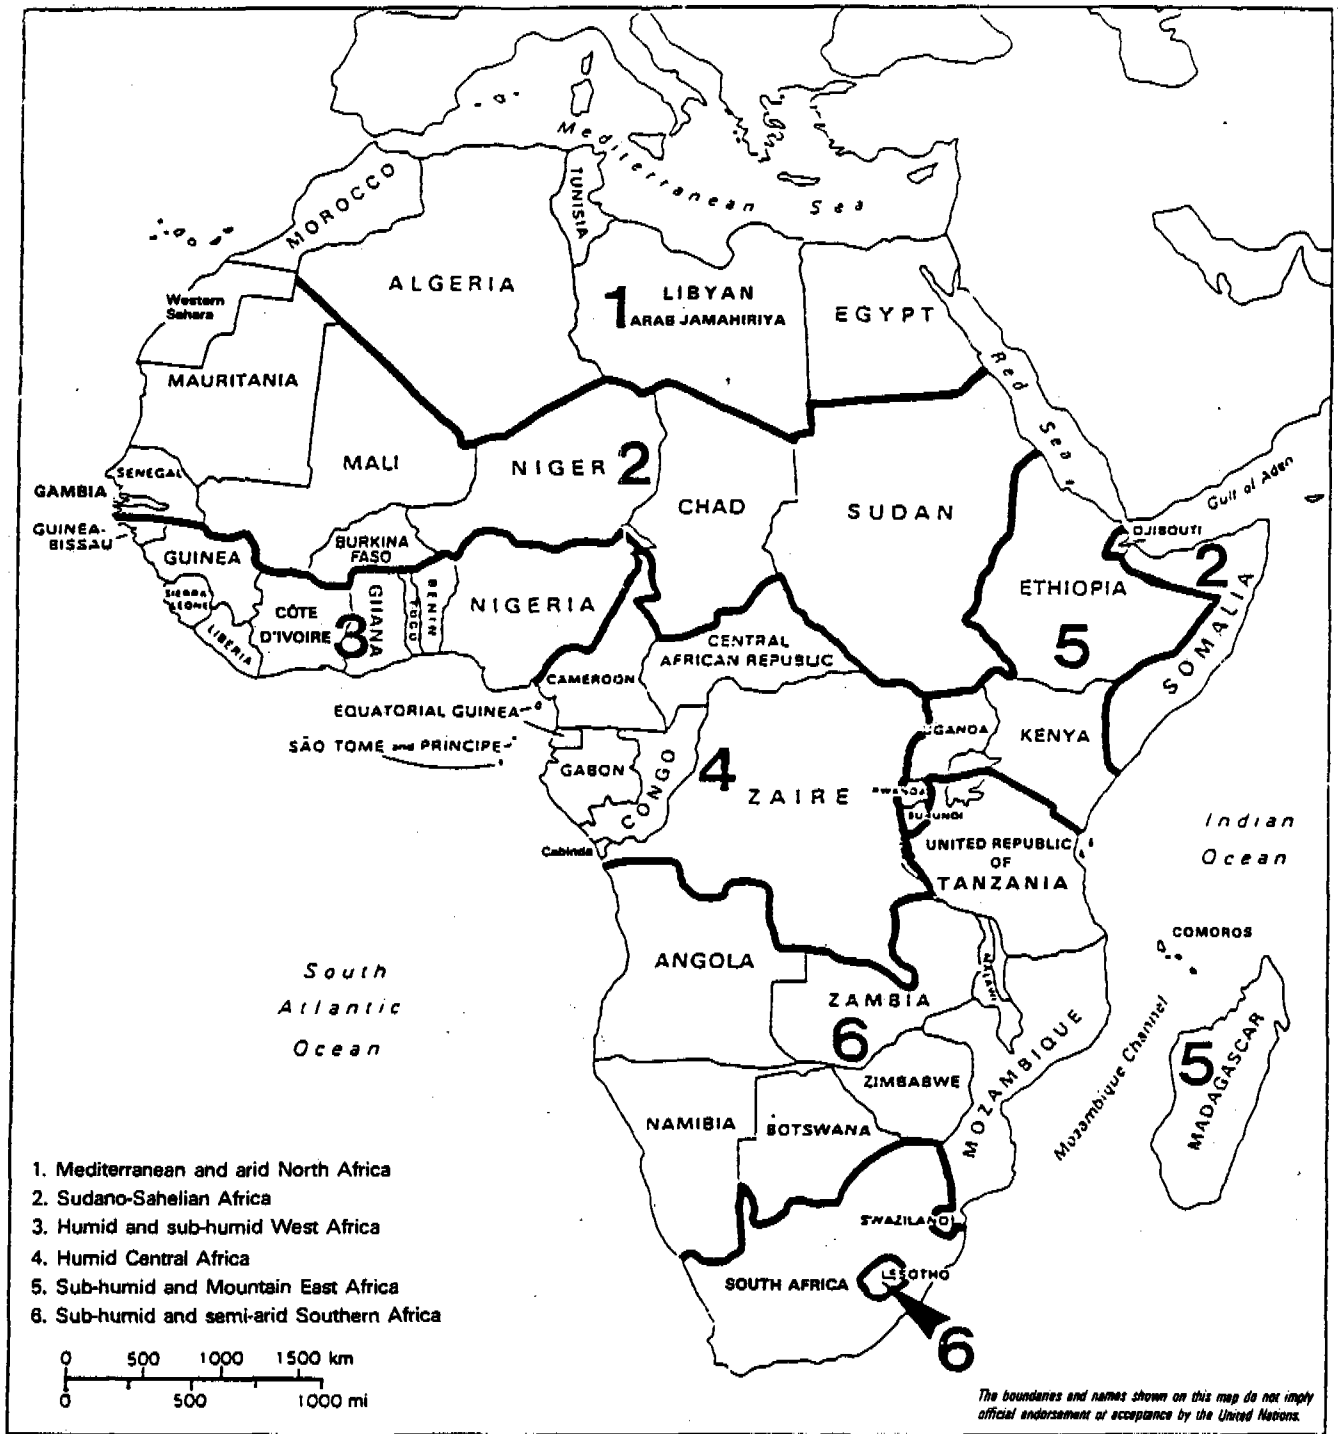 Mediterranean Sea
MOROCCO
TUNISIA
ALGERIA
1
LIBYAN
ARAB JAMAHIRIYA
EGYPT
Western
Sahara
Red Sea
MAURITANIA
MALI
NIGER 2
CHAD
SUDAN
SENEGAL
GAMBIA
Gulf of Aden
GUINEA-
BISSAU
GUINEA
BURKINA
FASO
DJIBOUTI
2
ETHIOPIA
5
SOMALIA
SIERRA
LEONE
LIBERIA
CÔTE
D'IVOIRE
3
GHANA
TOGO
BENIN
NIGERIA
CENTRAL
AFRICAN REPUBLIC
CAMEROON
EQUATORIAL GUINEA
SÃO TOME and PRINCIPE
GABON
CONGO
4
ZAIRE
UGANDA
KENYA
RWANDA
BURUNDI
Cabinda
UNITED REPUBLIC
OF
TANZANIA
Indian
Ocean
South
Atlantic
Ocean
ANGOLA
ZAMBIA
6
MALAWI
COMOROS
Mozambique Channel
5
MADAGASCAR
MOZAMBIQUE
ZIMBABWE
NAMIBIA
BOTSWANA
SWAZILAND
SOUTH AFRICA
LESOTHO
6
1. Mediterranean and arid North Africa
2. Sudano-Sahelian Africa
3. Humid and sub-humid West Africa
4. Humid Central Africa
5. Sub-humid and Mountain East Africa
6. Sub-humid and semi-arid Southern Africa
0 500 1000 1500 km
0 500 1000 mi
The boundaries and names shown on this map do not imply
official endorsement or acceptance by the United Nations.